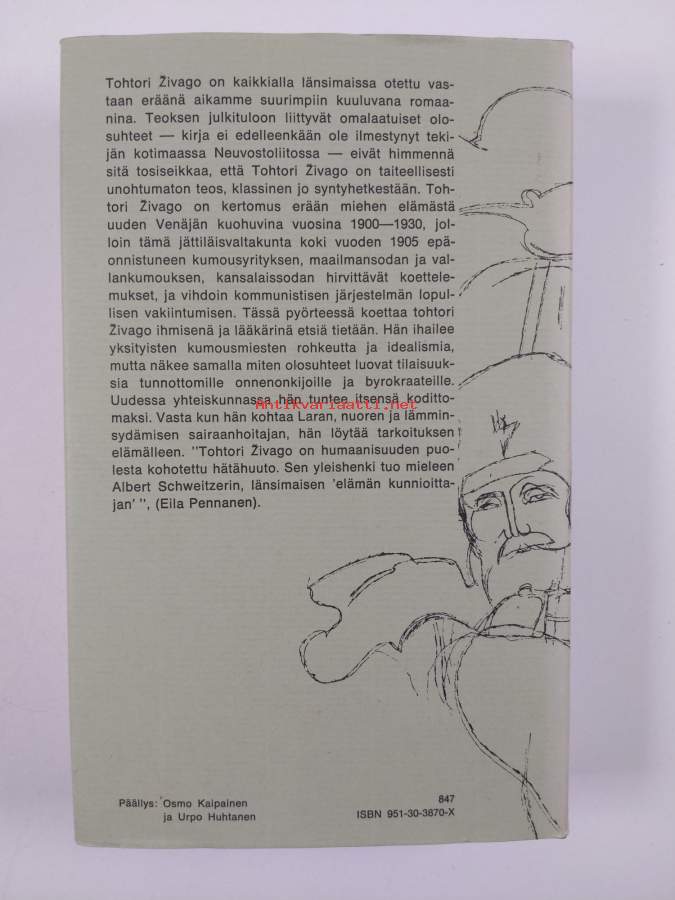 Tohtori Živago on kaikkialla länsimaissa otettu vas-
taan eräänä aikamme suurimpiin kuuluvana romaa-
nina. Teoksen julkituloon liittyvät omalaatuiset olo-
suhteet — kirja ei edelleenkään ole ilmestynyt teki-
jän kotimaassa Neuvostoliitossa — eivät himmennä
sitä tosiseikkaa, että Tohtori Živago on taiteellisesti
unohtumaton teos, klassinen jo syntyhetkestään. Toh-
tori Živago on kertomus erään miehen elämästä
uuden Venäjän kuohuvina vuosina 1900—1930, jol-
loin tämä jättiläisvaltakunta koki vuoden 1905 epä-
onnistuneen kumousyrityksen, maailmansodan ja val-
lankumouksen, kansalaissodan hirvittävät koettele-
mukset, ja vihdoin kommunistisen järjestelmän lopul-
lisen vakiintumisen. Tässä pyörteessä koettaa tohtori
Živago ihmisenä ja lääkärinä etsiä tietään. Hän ihailee
yksityisten kumousmiesten rohkeutta ja idealismia,
mutta näkee samalla miten olosuhteet luovat tilaisuuk-
sia tunnottomille onnenonkijoille ja byrokraateille.
Uudessa yhteiskunnassa hän tuntee itsensä koditto-
Antikvariaatti.net
maksi. Vasta kun hän kohtaa Laran, nuoren ja lämmin-
sydämisen sairaanhoitajan, hän löytää tarkoituksen
elämälleen. "Tohtori Živago on humaanisuuden puo-
lesta kohotettu hätähuuto. Sen yleishenki tuo mieleen
Albert Schweitzerin, länsimaisen 'elämän kunnioitta-
jan' ", (Eila Pennanen).
Päällys: Osmo Kaipainen
ja Urpo Huhtanen
847
ISBN 951-30-3870-X